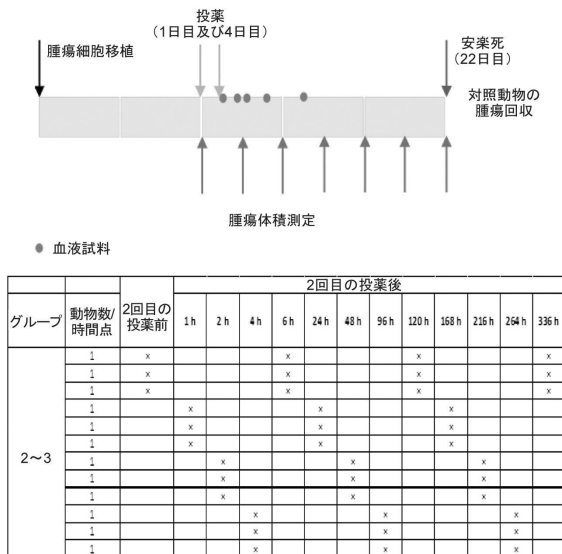 投薬
（1日目及び4日目）
腫瘍細胞移植
安楽死
（22日目）
対照動物の
腫瘍回収
腫瘍体積測定
血液試料
2回目の投薬後
グループ 動物数/時間点 2回目の投薬前 1 h 2 h 4 h 6 h 24 h 48 h 96 h 120 h 168 h 216 h 264 h 336 h
1 x x x x
1 x x x x
1 x x x x
1 x x x
1 x x x
1 x x x
2〜3
1 x x x
1 x x x
1 x x x
1 x x x
1 x x x
1 x x x